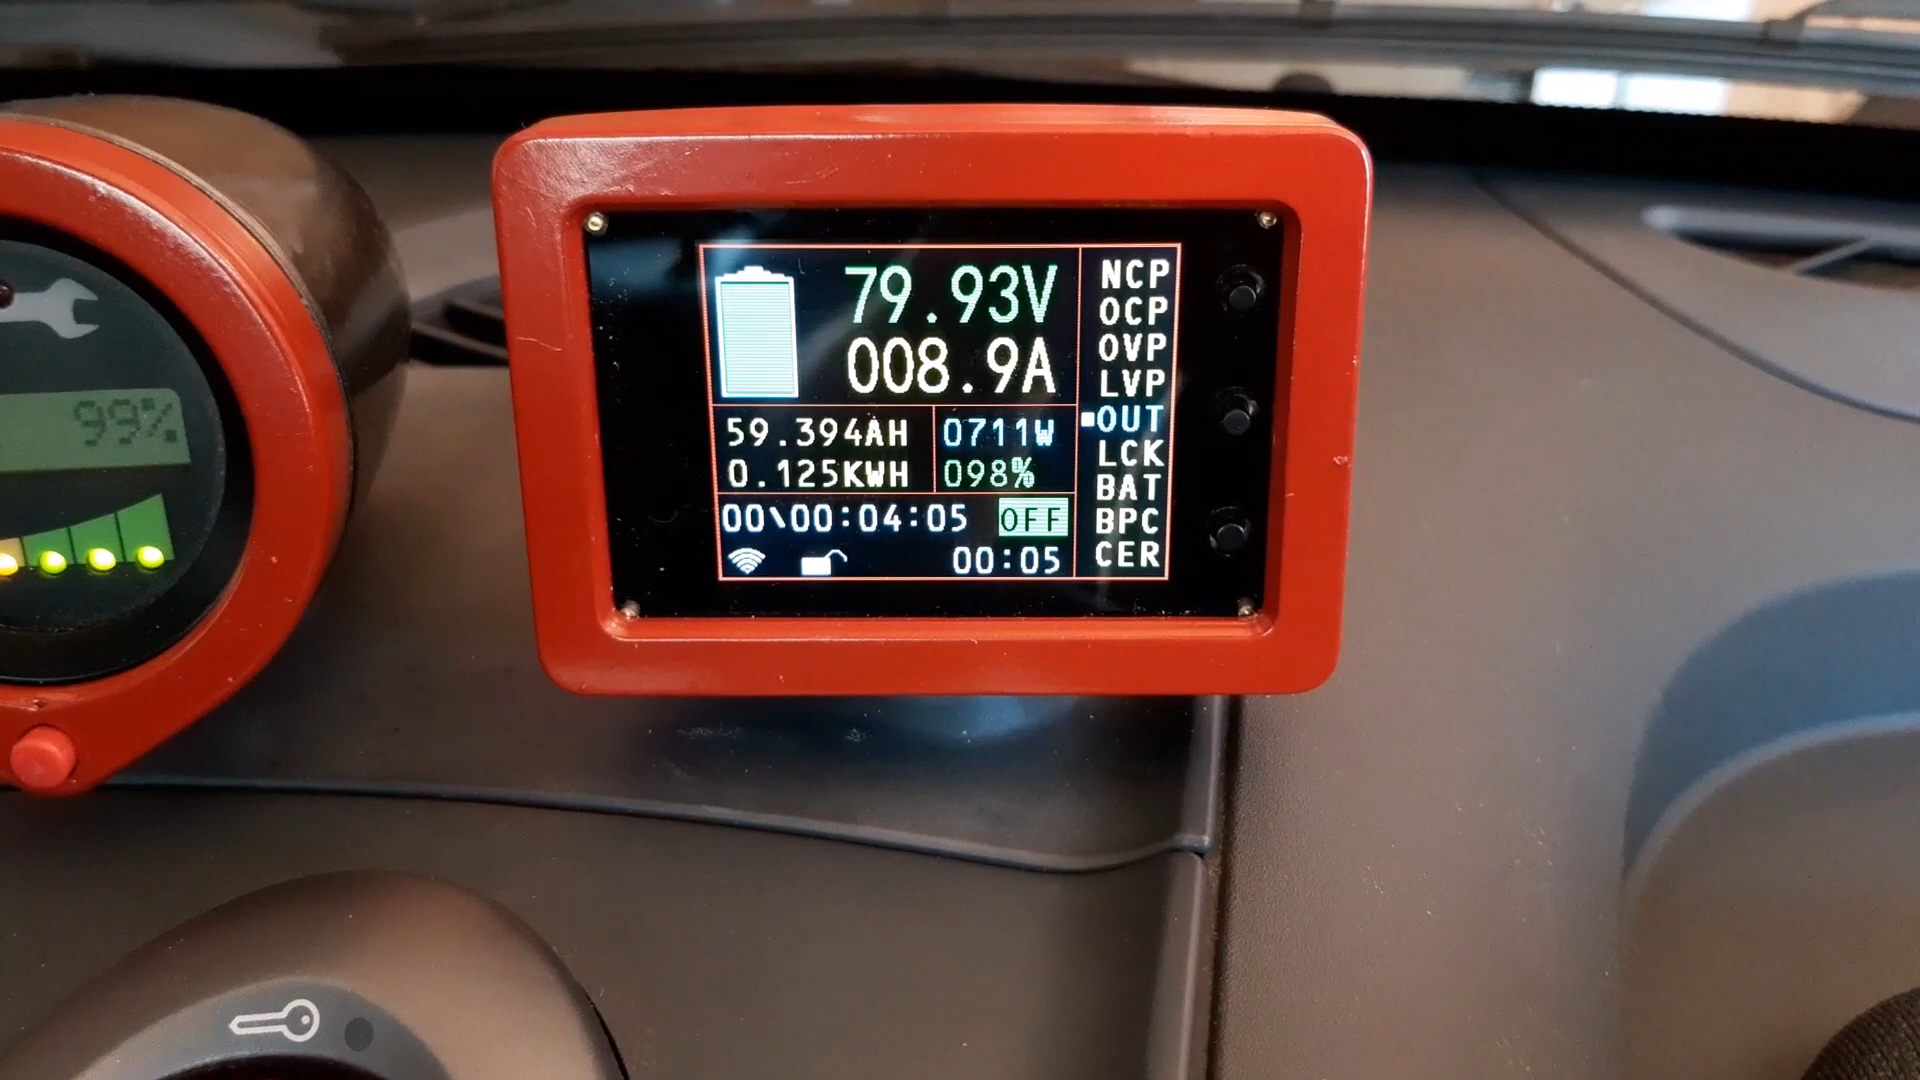 99%
79.93V
008.9A
59.394AH
0711W
0.125KWH
098%
00\00:04:05
OFF
00:05
NCP
OCP
OVP
LVP
OUT
LCK
BAT
BPC
CER